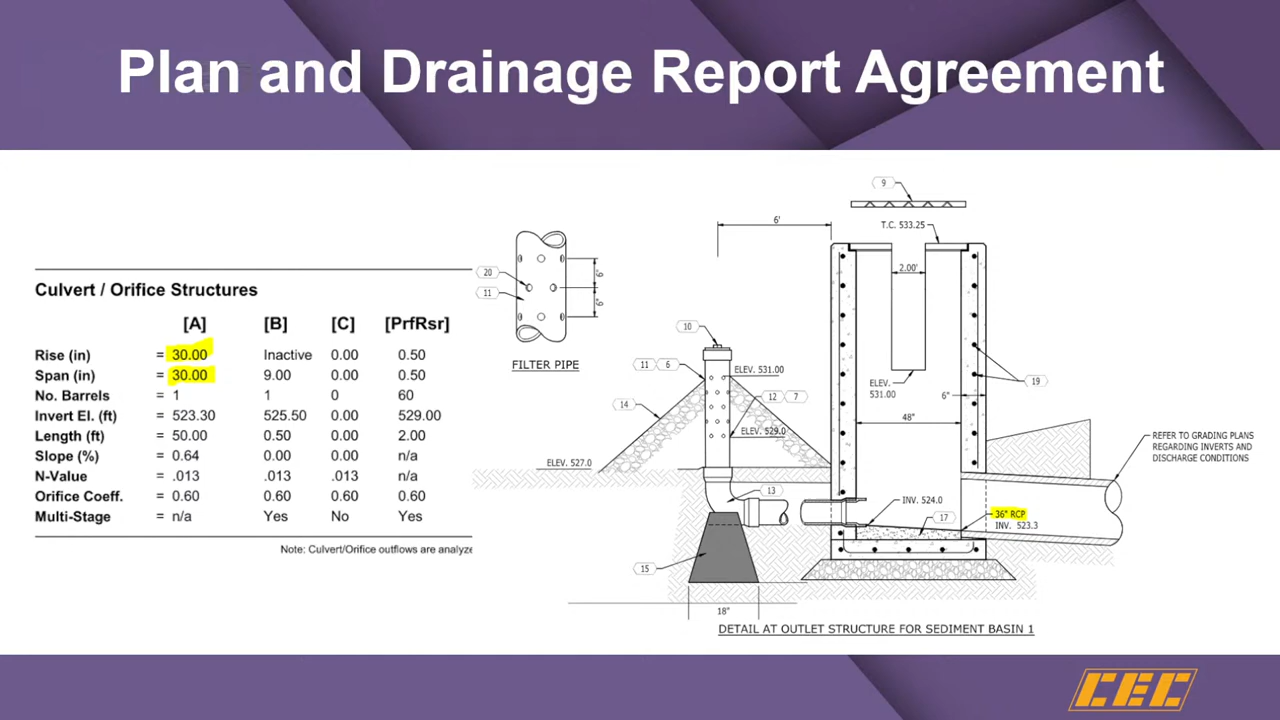 Plan and Drainage Report Agreement
Culvert / Orifice Structures
[A] [B] [C] [PrfRsr]
Rise (in) = 30.00 Inactive 0.00 0.50
Span (in) = 30.00 9.00 0.00 0.50
No. Barrels = 1 1 0 60
Invert El. (ft) = 523.30 525.50 0.00 529.00
Length (ft) = 50.00 0.50 0.00 2.00
Slope (%) = 0.64 0.00 0.00 n/a
N-Value = .013 .013 .013 n/a
Orifice Coeff. = 0.60 0.60 0.60 0.60
Multi-Stage = n/a Yes No Yes
Note: Culvert/Orifice outflows are analyze
20
11
6"
6"
FILTER PIPE
9
6'
T.C. 533.25
2.00'
10
11 6
ELEV. 531.00
12 7
14
ELEV. 529.0
ELEV. 527.0
ELEV.
531.00
19
6"
48"
REFER TO GRADING PLANS
REGARDING INVERTS AND
DISCHARGE CONDITIONS
13
INV. 524.0
17
36" RCP
INV. 523.3
15
18"
DETAIL AT OUTLET STRUCTURE FOR SEDIMENT BASIN 1
CEC